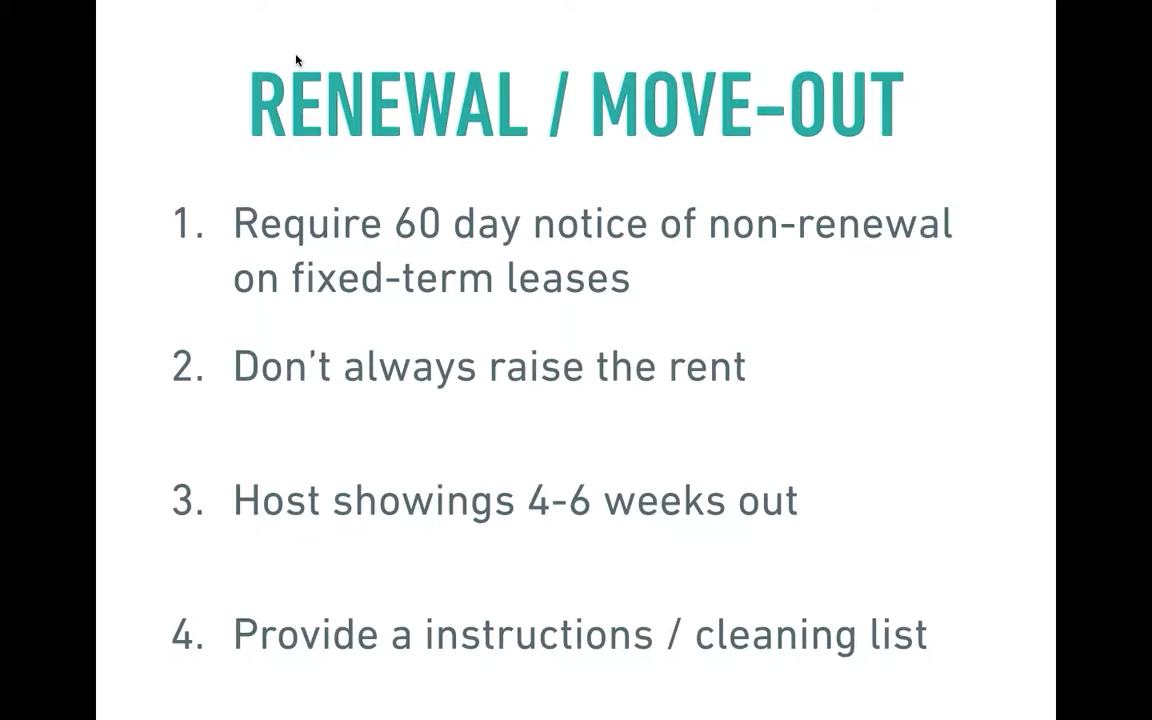 RENEWAL / MOVE-OUT
1. Require 60 day notice of non-renewal
on fixed-term leases
2. Don’t always raise the rent
3. Host showings 4-6 weeks out
4. Provide a instructions / cleaning list